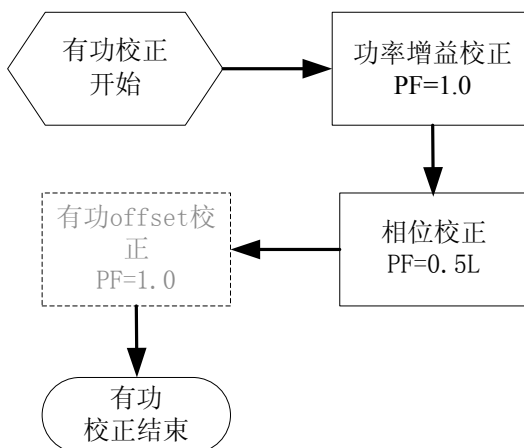 有功校正
开始
功率增益校正
PF=1.0
相位校正
PF=0.5L
有功offset校
正
PF=1.0
有功
校正结束